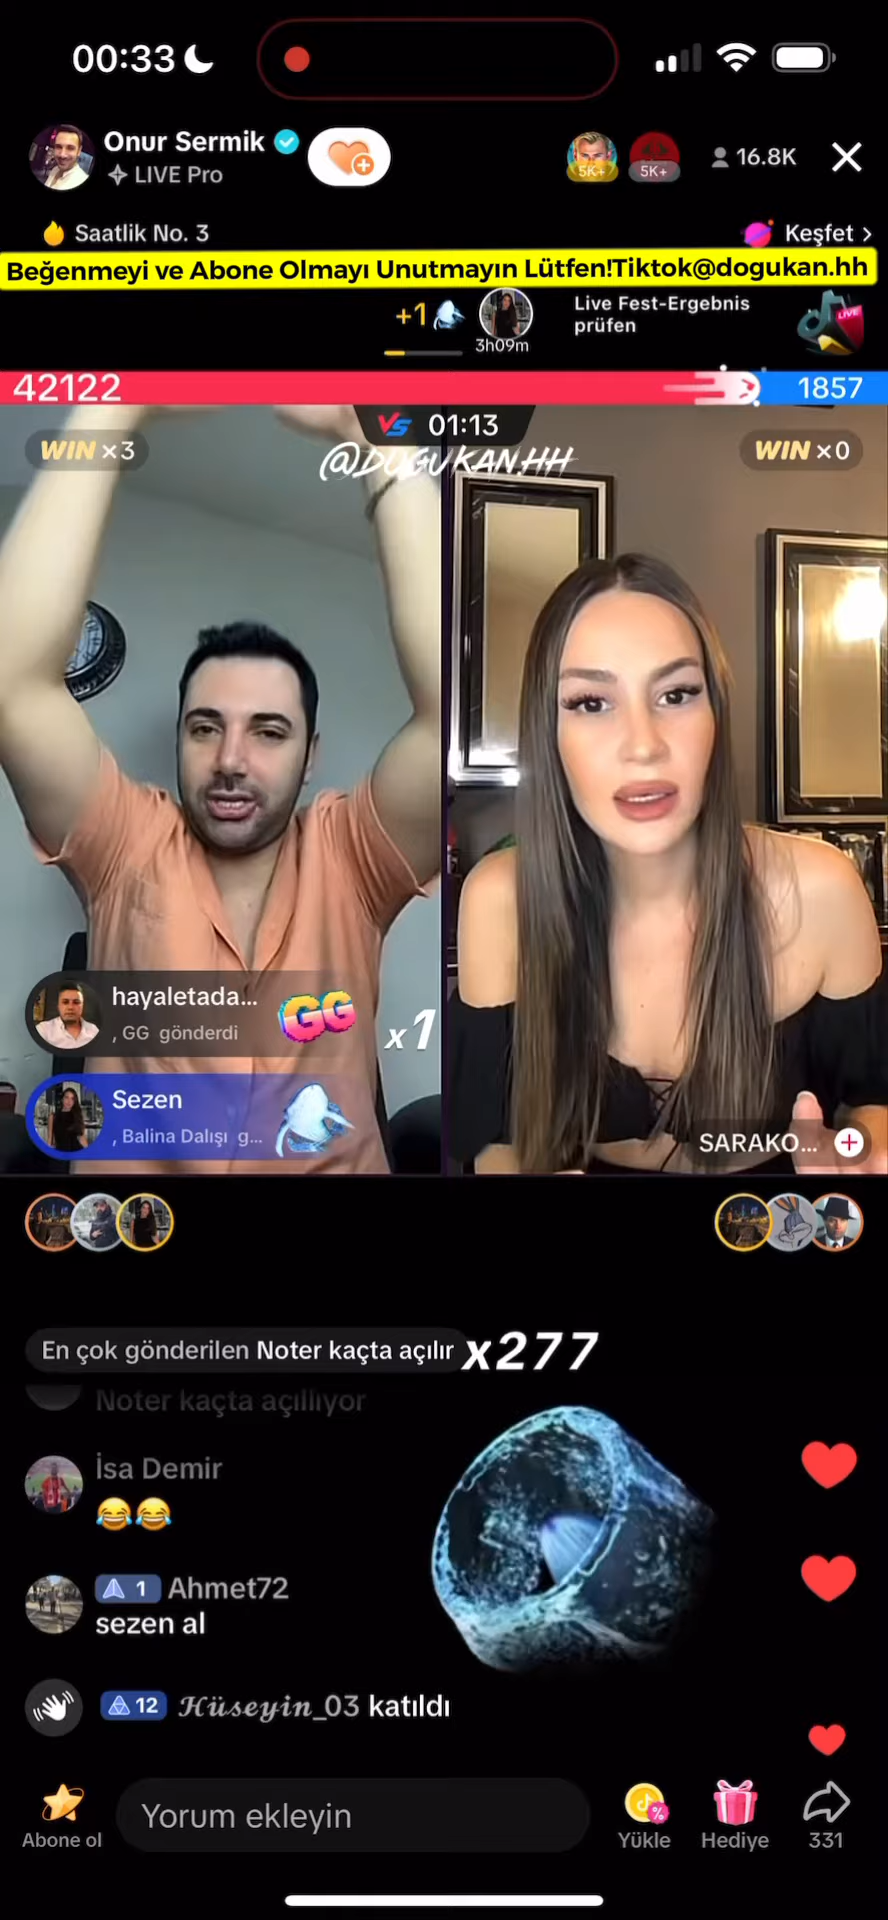 00:33
Onur Sermik
LIVE Pro
5K+
5K+
16.8K
Saatlik No. 3
Keşfet >
Beğenmeyi ve Abone Olmayı Unutmayın Lütfen!Tiktok@dogukan.hh
+1
3h09m
Live Fest-Ergebnis
prüfen
LIVE
42122
1857
VS 01:13
WIN x3
WIN x0
@DOGUKAN.HH
hayaletada...
, GG gönderdi
GG
x1
Sezen
, Balina Dalışı g...
SARAKO...
En çok gönderilen Noter kaçta açılır x277
Noter kaçta açıllıyor
İsa Demir
😂😂
1 Ahmet72
sezen al
12 Hüseyin_03 katıldı
Abone ol
Yorum ekleyin
Yükle
Hediye
331